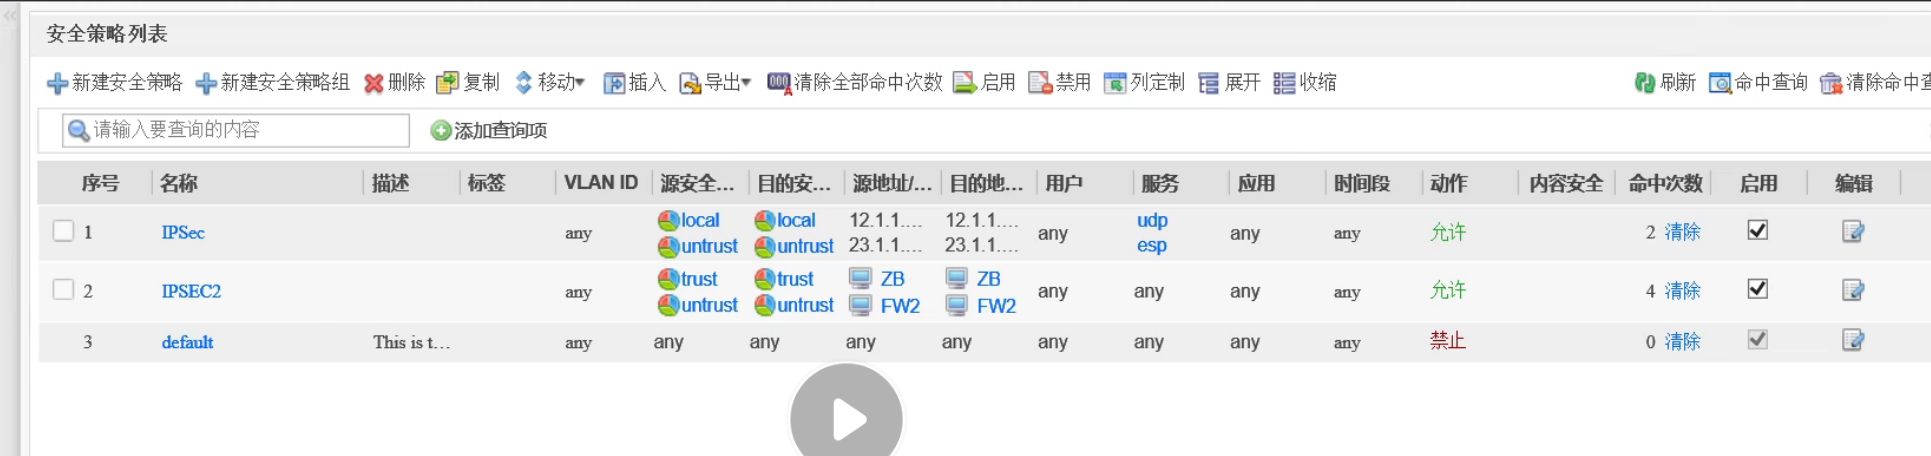 安全策略列表
新建安全策略 新建安全策略组 删除 复制 移动 插入 导出 清除全部命中次数 启用 禁用 列定制 展开 收缩 刷新 命中查询 清除命中查
请输入要查询的内容 添加查询项
序号 名称 描述 标签 VLAN ID 源安全... 目的安... 源地址/... 目的地... 用户 服务 应用 时间段 动作 内容安全 命中次数 启用 编辑
local local 12.1.1.... 12.1.1.... udp
1 IPSec any any any any 允许 2 清除
untrust untrust 23.1.1.... 23.1.1.... esp
trust trust ZB ZB
2 IPSEC2 any any any any any 允许 4 清除
untrust untrust FW2 FW2
3 default This is t... any any any any any any any any any 禁止 0 清除